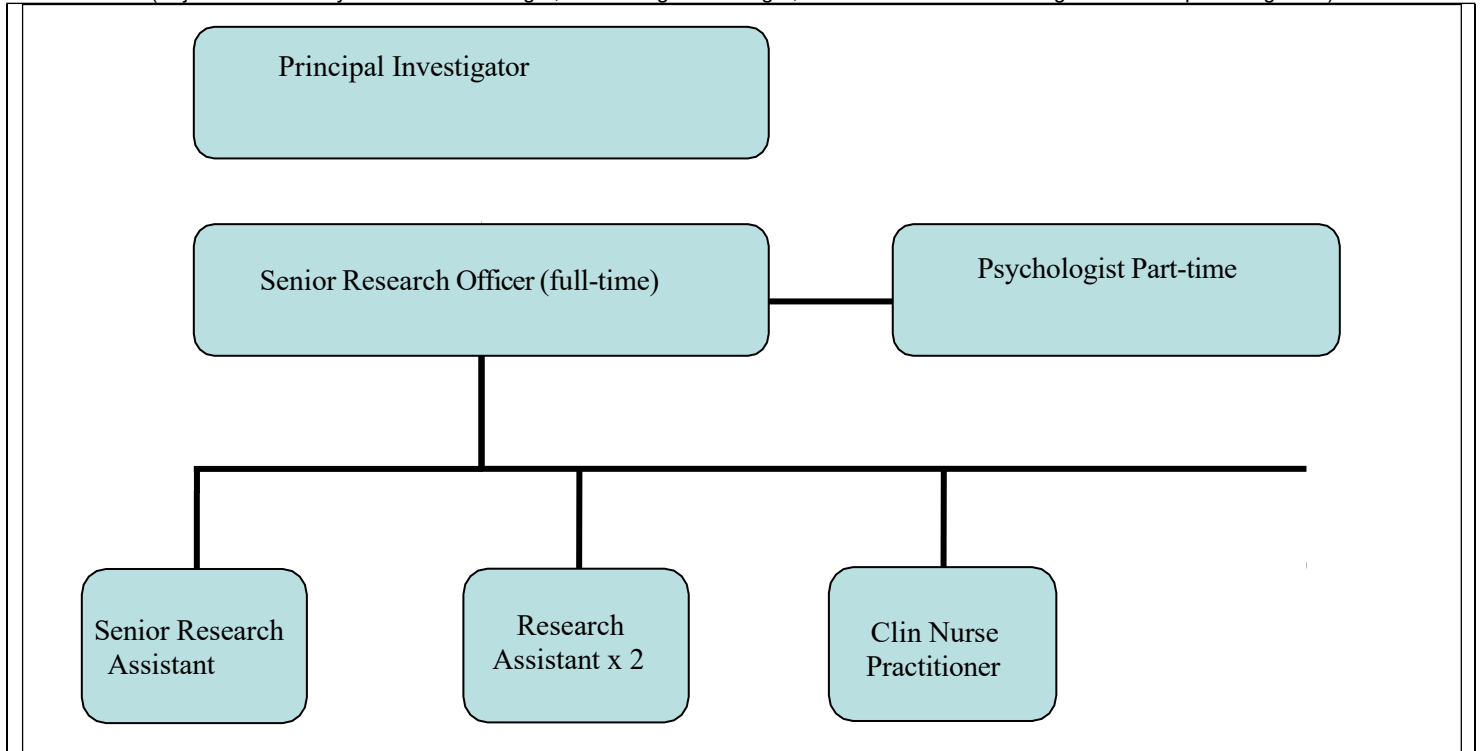 Principal Investigator
Senior Research Officer (full-time)
Psychologist Part-time
Senior Research
Assistant
Research
Assistant x 2
Clin Nurse
Practitioner